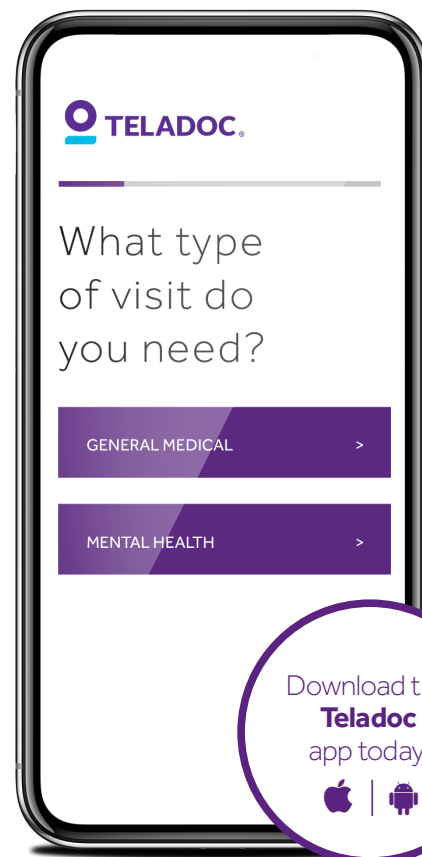 TELADOC®
What type
of visit do
you need?
GENERAL MEDICAL >
MENTAL HEALTH >
Download t
Teladoc
app today